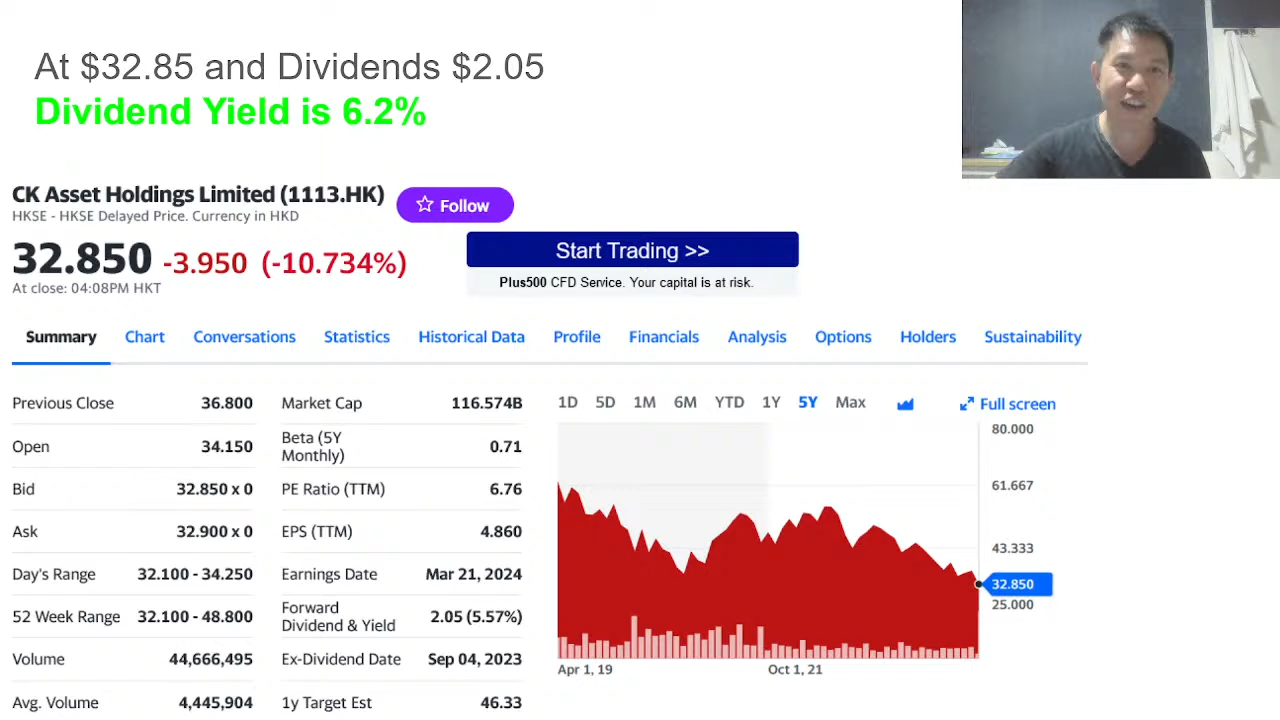 At $32.85 and Dividends $2.05
Dividend Yield is 6.2%
CK Asset Holdings Limited (1113.HK)
Follow
HKSE - HKSE Delayed Price. Currency in HKD
32.850 -3.950 (-10.734%)
At close: 04:08PM HKT
Start Trading >>
Plus500 CFD Service. Your capital is at risk.
Summary Chart Conversations Statistics Historical Data Profile Financials Analysis Options Holders Sustainability
Previous Close 36.800
Open 34.150
Bid 32.850 x 0
Ask 32.900 x 0
Day's Range 32.100 - 34.250
52 Week Range 32.100 - 48.800
Volume 44,666,495
Avg. Volume 4,445,904
Market Cap 116.574B
Beta (5Y
Monthly) 0.71
PE Ratio (TTM) 6.76
EPS (TTM) 4.860
Earnings Date Mar 21, 2024
Forward
Dividend & Yield 2.05 (5.57%)
Ex-Dividend Date Sep 04, 2023
1y Target Est 46.33
1D 5D 1M 6M YTD 1Y 5Y Max
Full screen
80.000
61.667
43.333
32.850
25.000
Apr 1, 19 Oct 1, 21